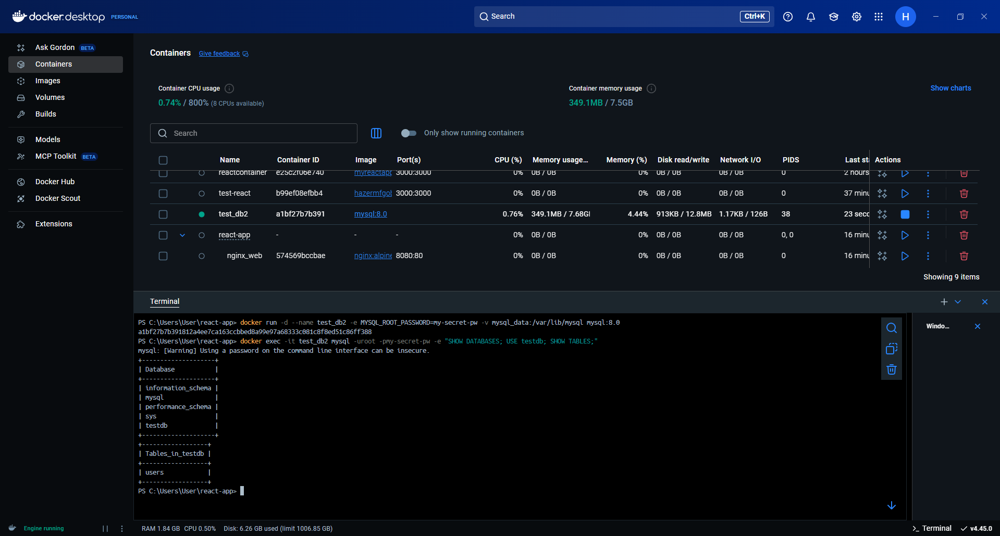 docker.desktop PERSONAL
Search Ctrl+K
H
Ask Gordon BETA
Containers
Images
Volumes
Builds
Models
MCP Toolkit BETA
Docker Hub
Docker Scout
Extensions
Containers Give feedback
Container CPU usage
0.74% / 800% (8 CPUs available)
Container memory usage
349.1MB / 7.5GB
Show charts
Search
Only show running containers
Name Container ID Image Port(s) CPU (%) Memory usage... Memory (%) Disk read/write Network I/O PIDS Last sta Actions
reactcontainer e25c2f06e740 myreactapp 3000:3000 0% 0B / 0B 0% 0B / 0B 0B / 0B 0 2 hours
test-react b99ef08efbb4 hazermfgol 3000:3000 0% 0B / 0B 0% 0B / 0B 0B / 0B 0 37 minu
test_db2 a1bf27b7b391 mysql:8.0 0.76% 349.1MB / 7.68GI 4.44% 913KB / 12.8MB 1.17KB / 126B 38 23 seco
react-app - - - 0% 0B / 0B 0% 0B / 0B 0B / 0B 0, 0 16 minu
nginx_web 574569bccbae nginx:alpine 8080:80 0% 0B / 0B 0% 0B / 0B 0B / 0B 0 16 minu
Showing 9 items
Terminal
PS C:\Users\User\react-app> docker run -d --name test_db2 -e MYSQL_ROOT_PASSWORD=my-secret-pw -v mysql_data:/var/lib/mysql mysql:8.0
a1bf27b7b391812a4ee7ca163ccbbed8a99e97a68333c081c8f8ed51c86ff388
PS C:\Users\User\react-app> docker exec -it test_db2 mysql -uroot -pmy-secret-pw -e "SHOW DATABASES; USE testdb; SHOW TABLES;"
mysql: [Warning] Using a password on the command line interface can be insecure.
+--------------------+
| Database           |
+--------------------+
| information_schema |
| mysql              |
| performance_schema |
| sys                |
| testdb             |
+--------------------+
+------------------+
| Tables_in_testdb |
+------------------+
| users            |
+------------------+
PS C:\Users\User\react-app>
Windo...
Engine running
RAM 1.84 GB CPU 0.50% Disk: 6.26 GB used (limit 1006.85 GB)
>_ Terminal v4.45.0